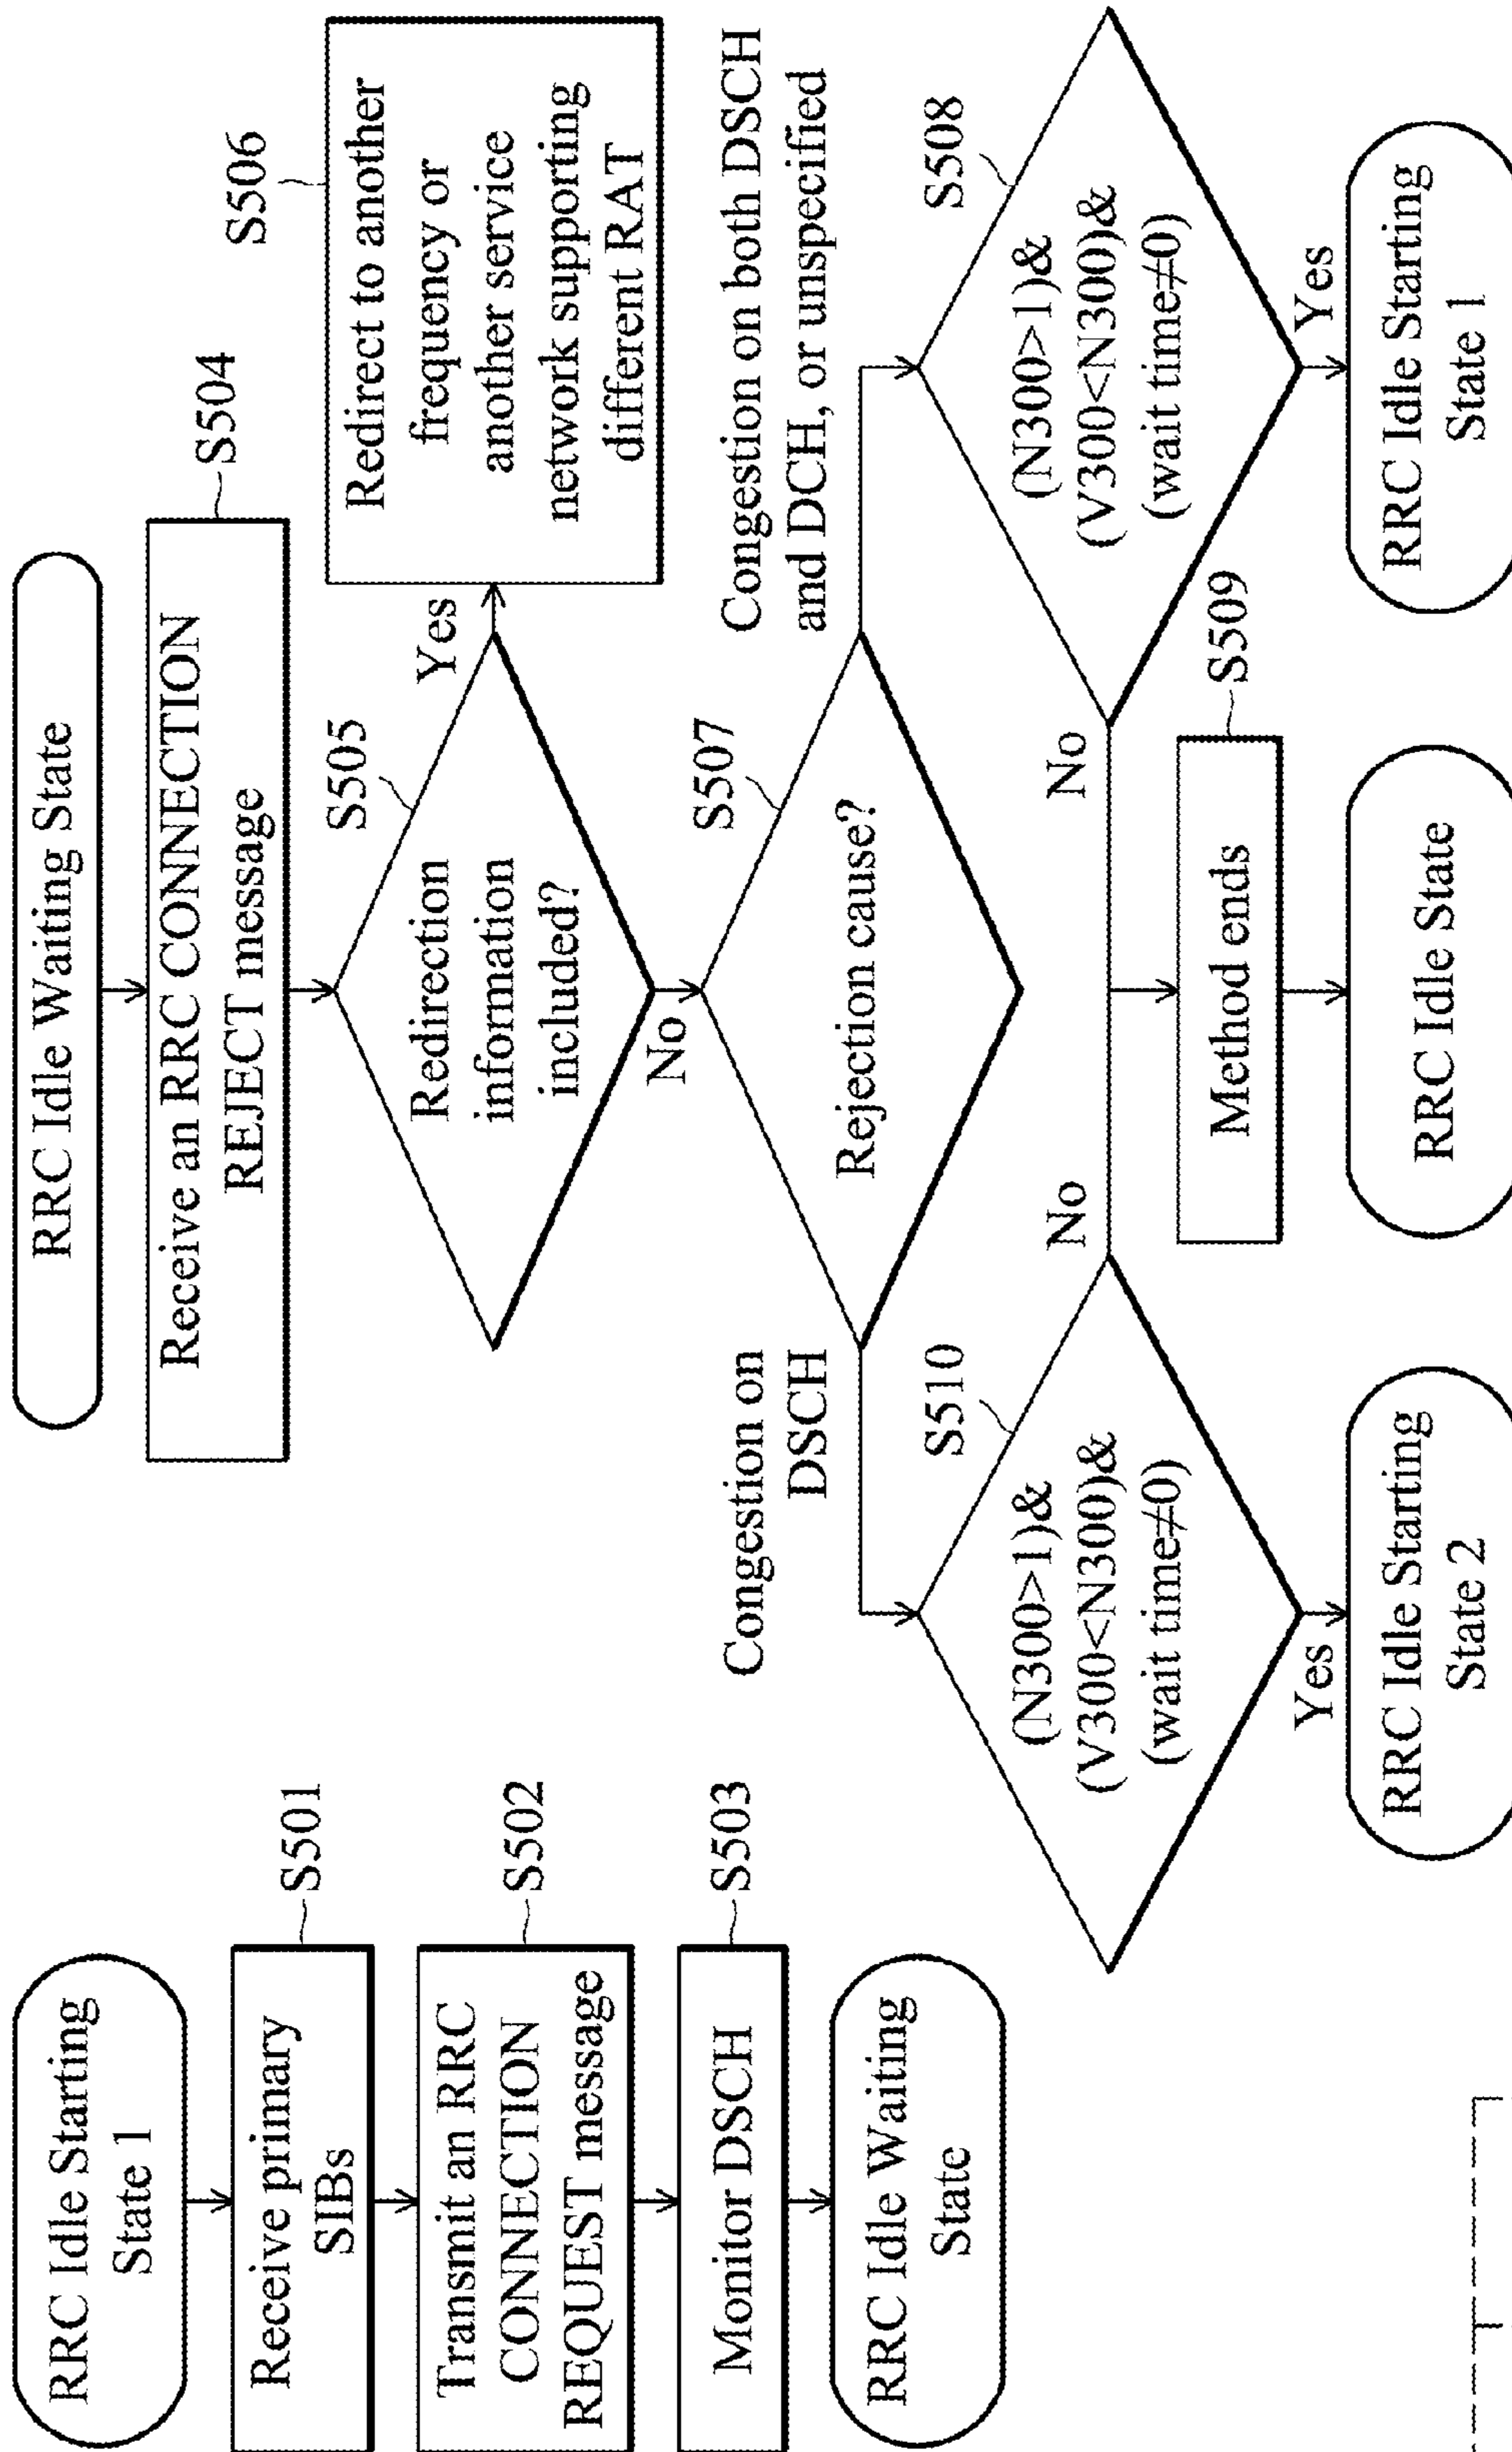 RRC Idle Starting
State 1
Receive primary
SIBs
S501
Transmit an RRC
CONNECTION
REQUEST message
S502
Monitor DSCH
S503
RRC Idle Waiting
State
RRC Idle Waiting State
Receive an RRC CONNECTION
REJECT message
S504
Redirection
information
included?
S505
Yes
Redirect to another
frequency or
another service
network supporting
different RAT
S506
No
Rejection cause?
S507
Congestion on
DSCH
Congestion on both DSCH
and DCH, or unspecified
(N300>1)&
(V300<N300)&
(wait time≠0)
S510
No
Yes
RRC Idle Starting
State 2
Method ends
S509
RRC Idle State
(N300>1)&
(V300<N300)&
(wait time≠0)
S508
No
Yes
RRC Idle Starting
State 1